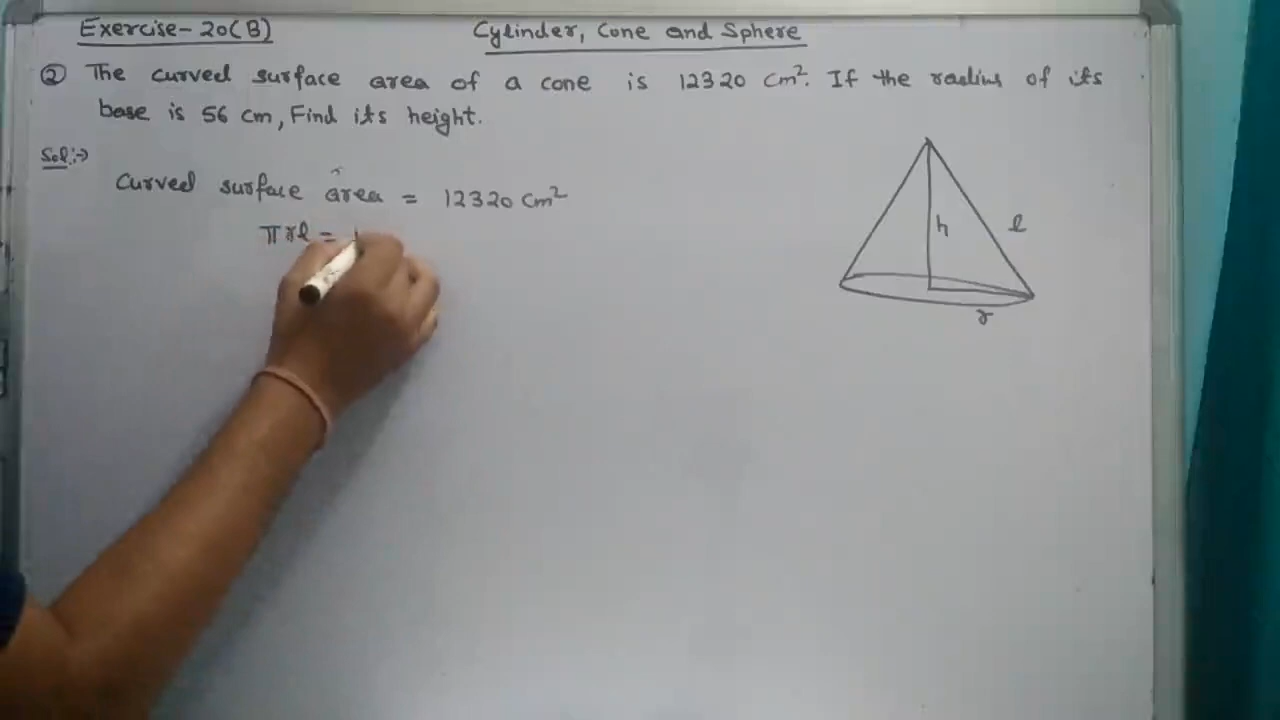 Exercise-20(B)
Cylinder, Cone and Sphere
② The curved surface area of a cone is 12320 cm². If the radius of its
base is 56 cm, Find its height.
Sol:->
Curved surface area = 12320 cm²
πrl =
h
l
r